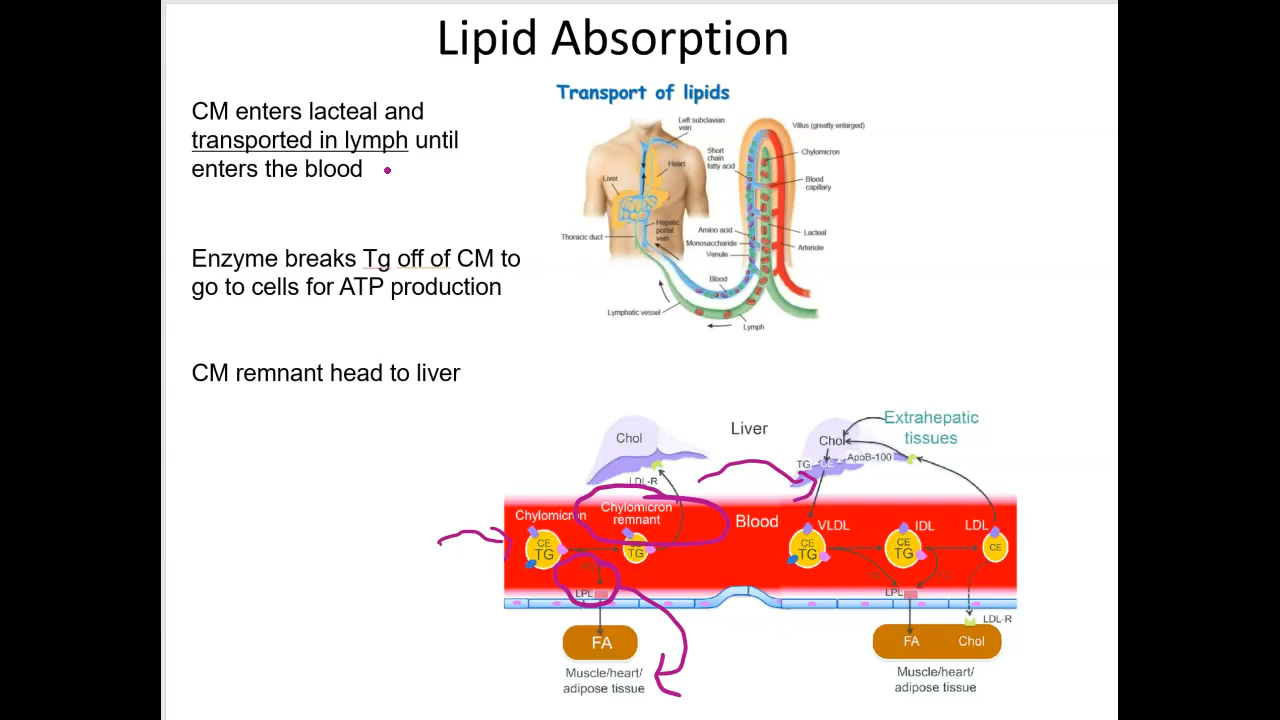 Lipid Absorption
CM enters lacteal and
transported in lymph until
enters the blood
Enzyme breaks Tg off of CM to
go to cells for ATP production
CM remnant head to liver
Transport of lipids
Left subclavian
vein
Heart
Liver
Hepatic
portal
vein
Thoracic duct
Lymphatic vessel
Villus (greatly enlarged)
Short
chain
fatty acid
Chylomicron
Blood
capillary
Amino acid
Monosaccharide
Venule
Lacteal
Arteriole
Blood
Lymph
Chol
LDL-R
Liver
Chol
TG
CE
ApoB-100
Extrahepatic
tissues
Chylomicron
Chylomicron
remnant
Blood
VLDL
IDL
LDL
CE
TG
CE
TG
CE
TG
CE
TG
CE
LPL
LPL
LDL-R
FA
FA
Chol
Muscle/heart/
adipose tissue
Muscle/heart/
adipose tissue